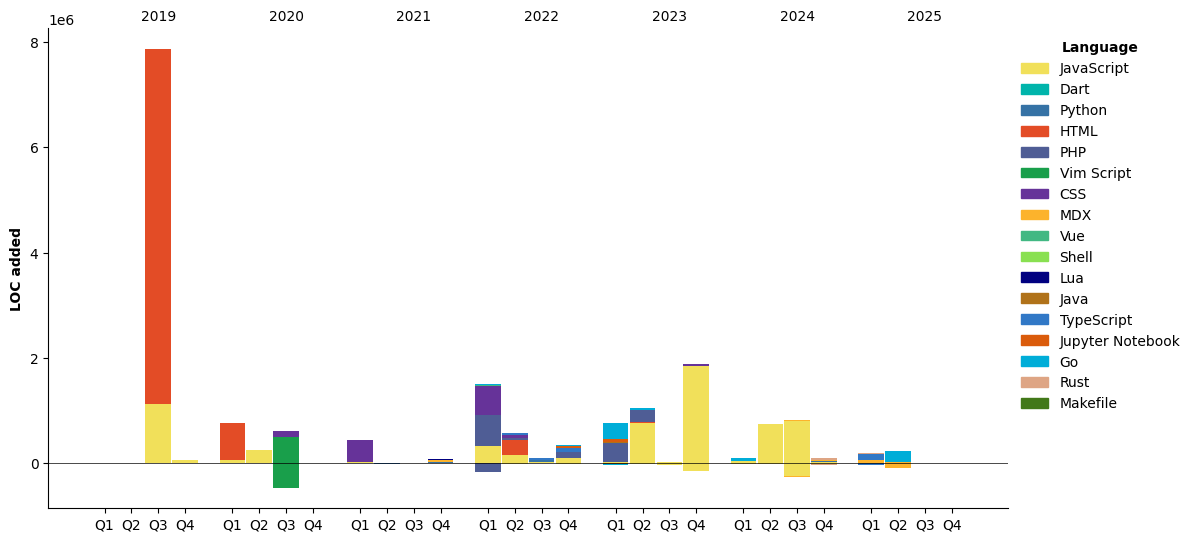 1e6
2019 2020 2021 2022 2023 2024 2025
8
6
4
2
0
LOC added
Q1 Q2 Q3 Q4 Q1 Q2 Q3 Q4 Q1 Q2 Q3 Q4 Q1 Q2 Q3 Q4 Q1 Q2 Q3 Q4 Q1 Q2 Q3 Q4 Q1 Q2 Q3 Q4
Language
JavaScript
Dart
Python
HTML
PHP
Vim Script
CSS
MDX
Vue
Shell
Lua
Java
TypeScript
Jupyter Notebook
Go
Rust
Makefile